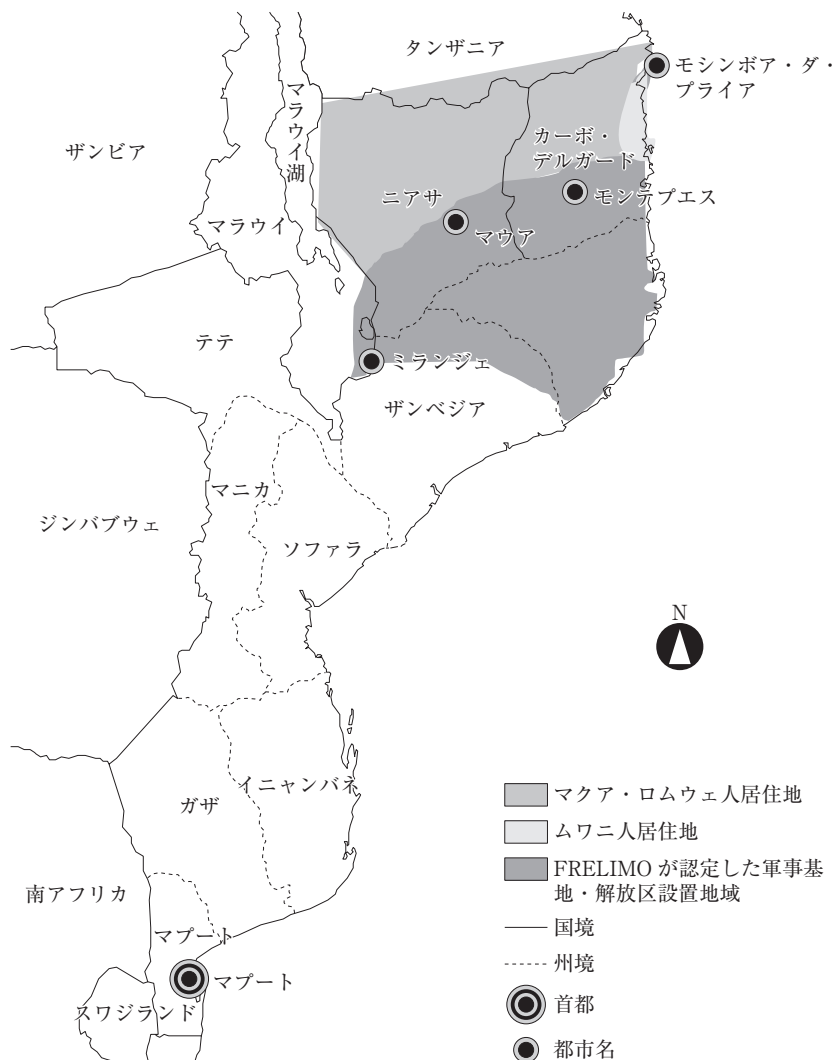 タンザニア
モシンボア・ダ・
プライア
マラウイ湖
ザンビア
カーボ・
デルガード
ニアサ
モンテプエス
マラウイ
マウア
テテ
ミランジェ
ザンベジア
マニカ
ジンバブウェ
ソファラ
N
イニャンバネ
ガザ
マクア・ロムウェ人居住地
ムワニ人居住地
FRELIMO が認定した軍事基
地・解放区設置地域
南アフリカ
国境
マプート
州境
マプート
スワジランド
首都
都市名